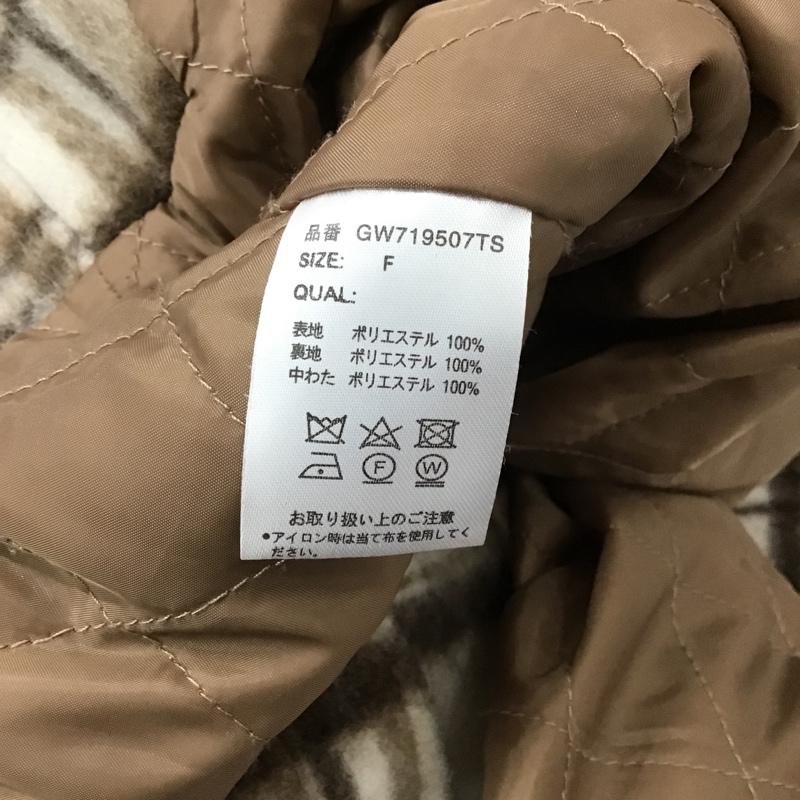 品番 GW719507TS
SIZE: F
QUAL:
表地 ポリエステル 100%
裏地 ポリエステル 100%
中わた ポリエステル 100%
F W
お取り扱い上のご注意
●アイロン時は当て布を使用してく
ださい。